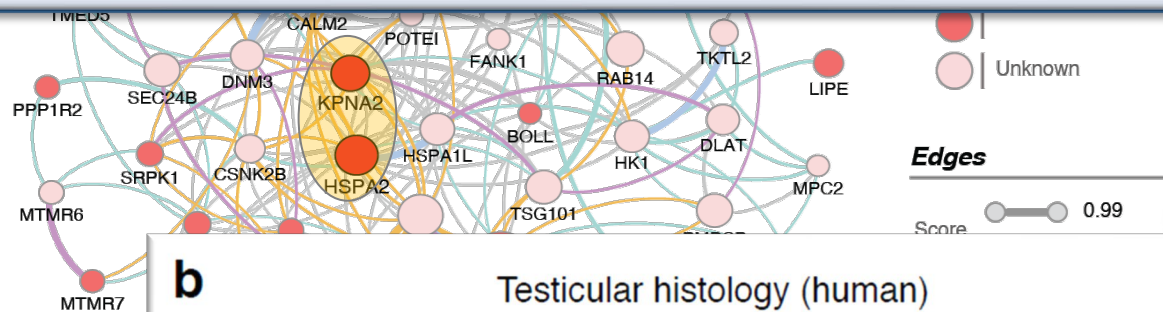 TMED5
CALM2
POTEI
FANK1
TKTL2
RAB14
DNM3
SEC24B
KPNA2
PPP1R2
LIPE
Unknown
BOLL
HSPA1L
HK1
DLAT
SRPK1
CSNK2B
HSPA2
MPC2
Edges
MTMR6
TSG101
0.99
Score
MTMR7
b
Testicular histology (human)